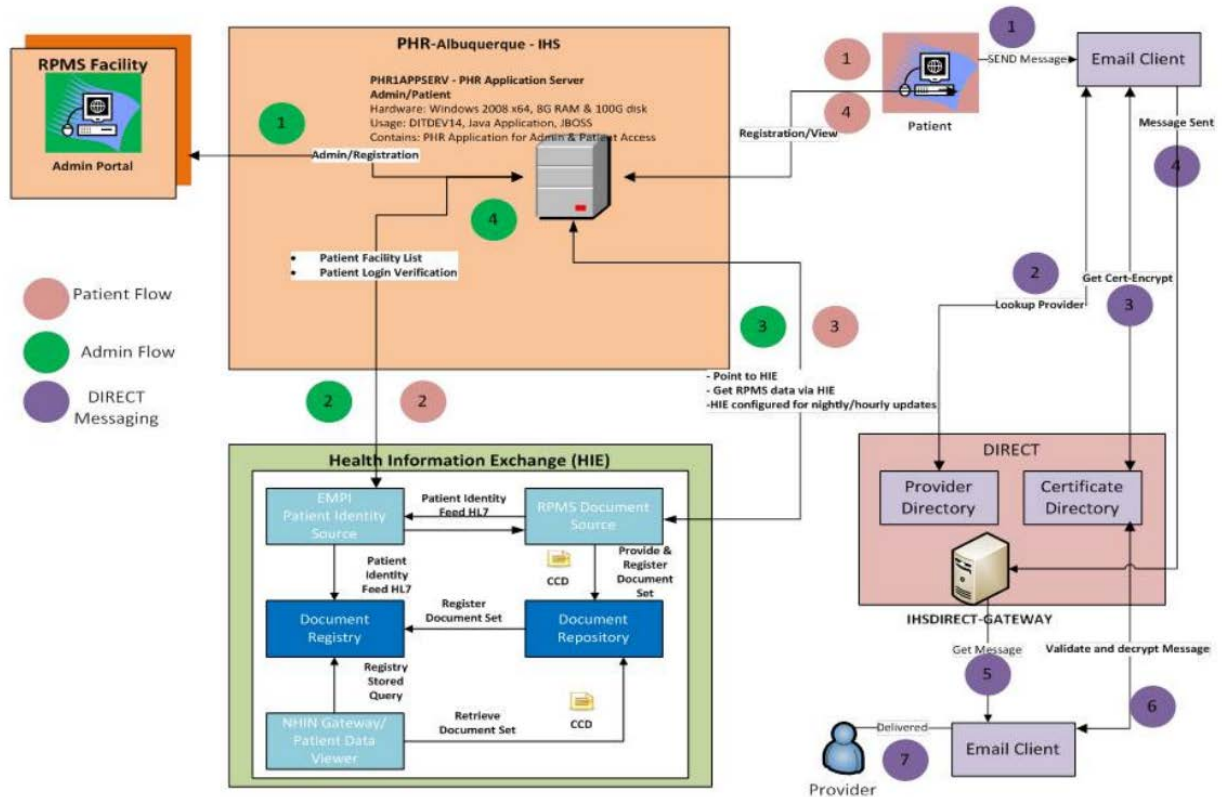 PHR-Albuquerque - IHS
PHR1APPSERV - PHR Application Server
Admin/Patient
Hardware: Windows 2008 x64, 8G RAM & 100G disk
Usage: DITDEV14, Java Application, JBOSS
Contains: PHR Application for Admin & Patient Access
RPMS Facility
Admin Portal
1
Admin/Registration
4
Patient Facility List
Patient Login Verification
1
4
Registration/View
Patient
1
SEND Message
Email Client
Message Sent
4
2
Lookup Provider
Get Cert-Encrypt
3
Patient Flow
Admin Flow
DIRECT
Messaging
2
2
3
3
- Point to HIE
- Get RPMS data via HIE
-HIE configured for nightly/hourly updates
Health Information Exchange (HIE)
EMPI
Patient Identity
Source
Patient Identity
Feed HL7
RPMS Document
Source
Patient
Identity
Feed HL7
CCD
Provide &
Register
Document
Set
Document
Registry
Register
Document Set
Document
Repository
Registry
Stored
Query
NHIN Gateway/
Patient Data
Viewer
Retrieve
Document Set
CCD
DIRECT
Provider
Directory
Certificate
Directory
IHSDIRECT-GATEWAY
Get Message
5
Validate and decrypt Message
6
Delivered
7
Email Client
Provider